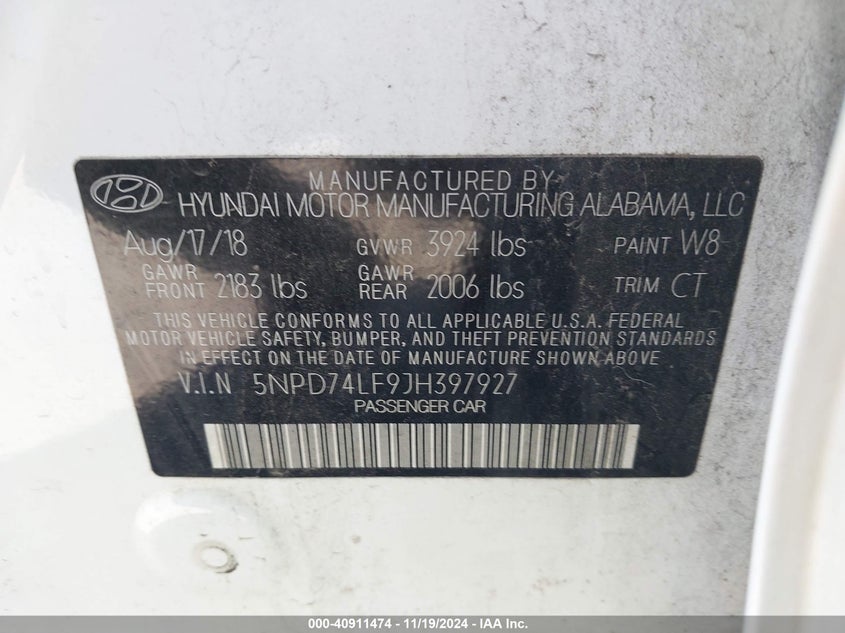 MANUFACTURED BY
HYUNDAI MOTOR MANUFACTURING ALABAMA, LLC
Aug/17/18 GVWR 3924 lbs PAINT W8
GAWR FRONT 2183 lbs GAWR REAR 2006 lbs TRIM CT
THIS VEHICLE CONFORMS TO ALL APPLICABLE U.S.A. FEDERAL
MOTOR VEHICLE SAFETY, BUMPER, AND THEFT PREVENTION STANDARDS
IN EFFECT ON THE DATE OF MANUFACTURE SHOWN ABOVE
V.I.N 5NPD74LF9JH397927
PASSENGER CAR
000-40911474 - 11/19/2024 - IAA Inc.